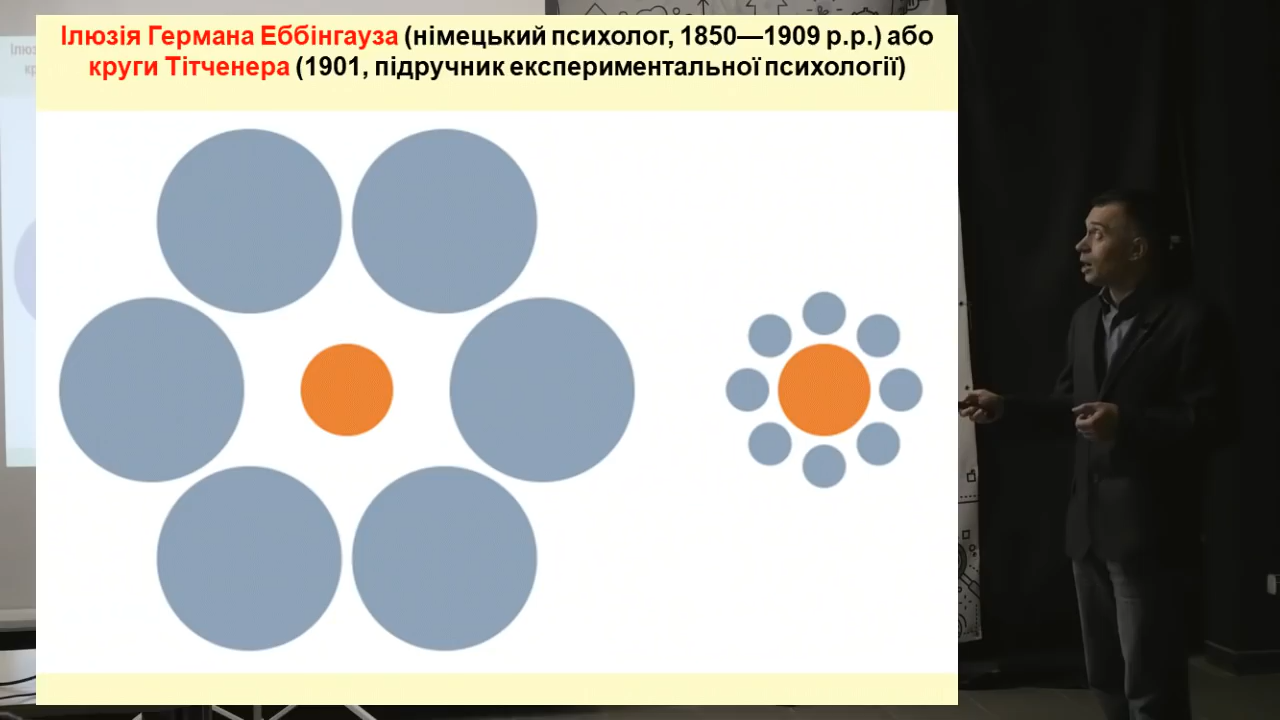 Ілюзія Германа Еббінгауза (німецький психолог, 1850—1909 р.р.) або
круги Тітченера (1901, підручник експериментальної психології)